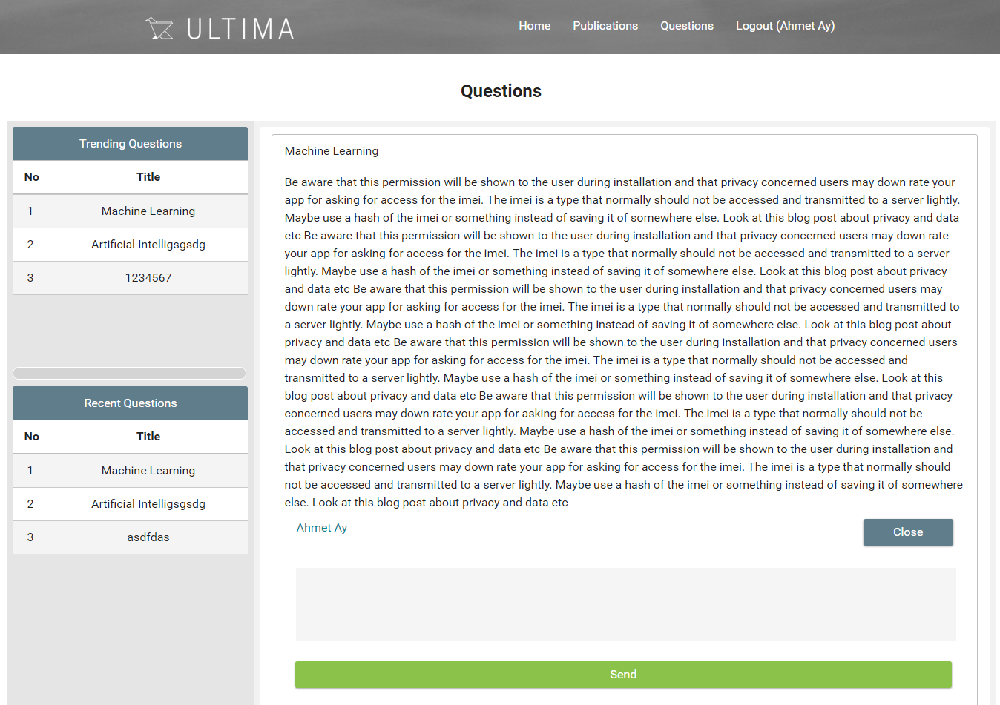 ULTIMA
Home Publications Questions Logout (Ahmet Ay)
Questions
Trending Questions
No Title
1 Machine Learning
2 Artificial Intelligsgsdg
3 1234567
Recent Questions
No Title
1 Machine Learning
2 Artificial Intelligsgsdg
3 asdfdas
Machine Learning
Be aware that this permission will be shown to the user during installation and that privacy concerned users may down rate your
app for asking for access for the imei. The imei is a type that normally should not be accessed and transmitted to a server lightly.
Maybe use a hash of the imei or something instead of saving it of somewhere else. Look at this blog post about privacy and data
etc Be aware that this permission will be shown to the user during installation and that privacy concerned users may down rate
your app for asking for access for the imei. The imei is a type that normally should not be accessed and transmitted to a server
lightly. Maybe use a hash of the imei or something instead of saving it of somewhere else. Look at this blog post about privacy
and data etc Be aware that this permission will be shown to the user during installation and that privacy concerned users may
down rate your app for asking for access for the imei. The imei is a type that normally should not be accessed and transmitted to
a server lightly. Maybe use a hash of the imei or something instead of saving it of somewhere else. Look at this blog post about
privacy and data etc Be aware that this permission will be shown to the user during installation and that privacy concerned users
may down rate your app for asking for access for the imei. The imei is a type that normally should not be accessed and
transmitted to a server lightly. Maybe use a hash of the imei or something instead of saving it of somewhere else. Look at this
blog post about privacy and data etc Be aware that this permission will be shown to the user during installation and that privacy
concerned users may down rate your app for asking for access for the imei. The imei is a type that normally should not be
accessed and transmitted to a server lightly. Maybe use a hash of the imei or something instead of saving it of somewhere else.
Look at this blog post about privacy and data etc Be aware that this permission will be shown to the user during installation and
that privacy concerned users may down rate your app for asking for access for the imei. The imei is a type that normally should
not be accessed and transmitted to a server lightly. Maybe use a hash of the imei or something instead of saving it of somewhere
else. Look at this blog post about privacy and data etc
Ahmet Ay
Close
Send